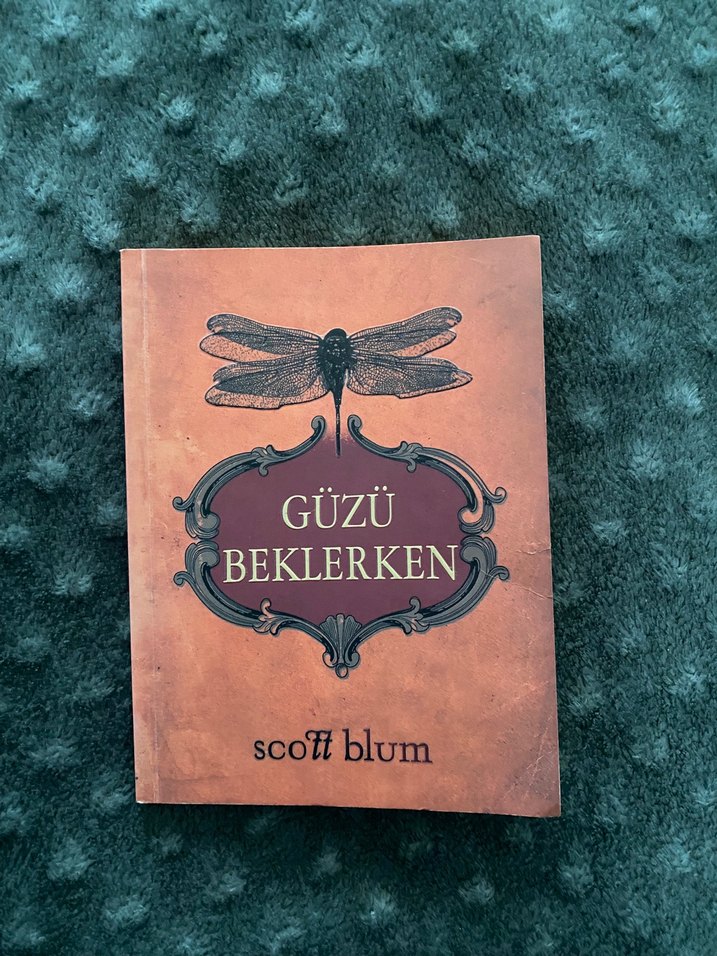 GÜZÜ
BEKLERKEN
scott blum